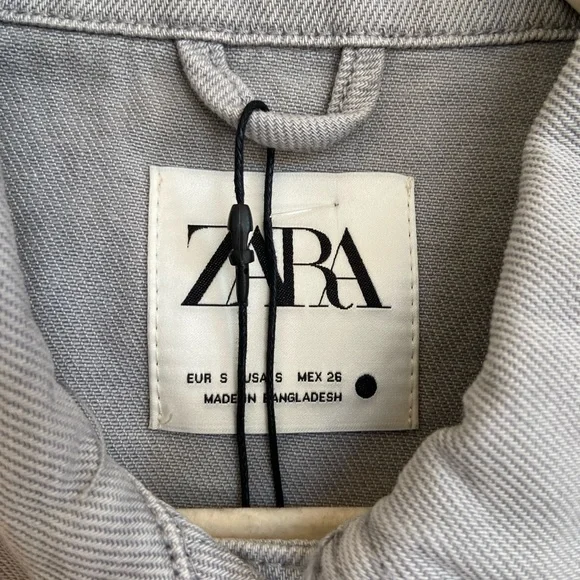 ZARA
EUR S USA S MEX 26
MADE IN BANGLADESH